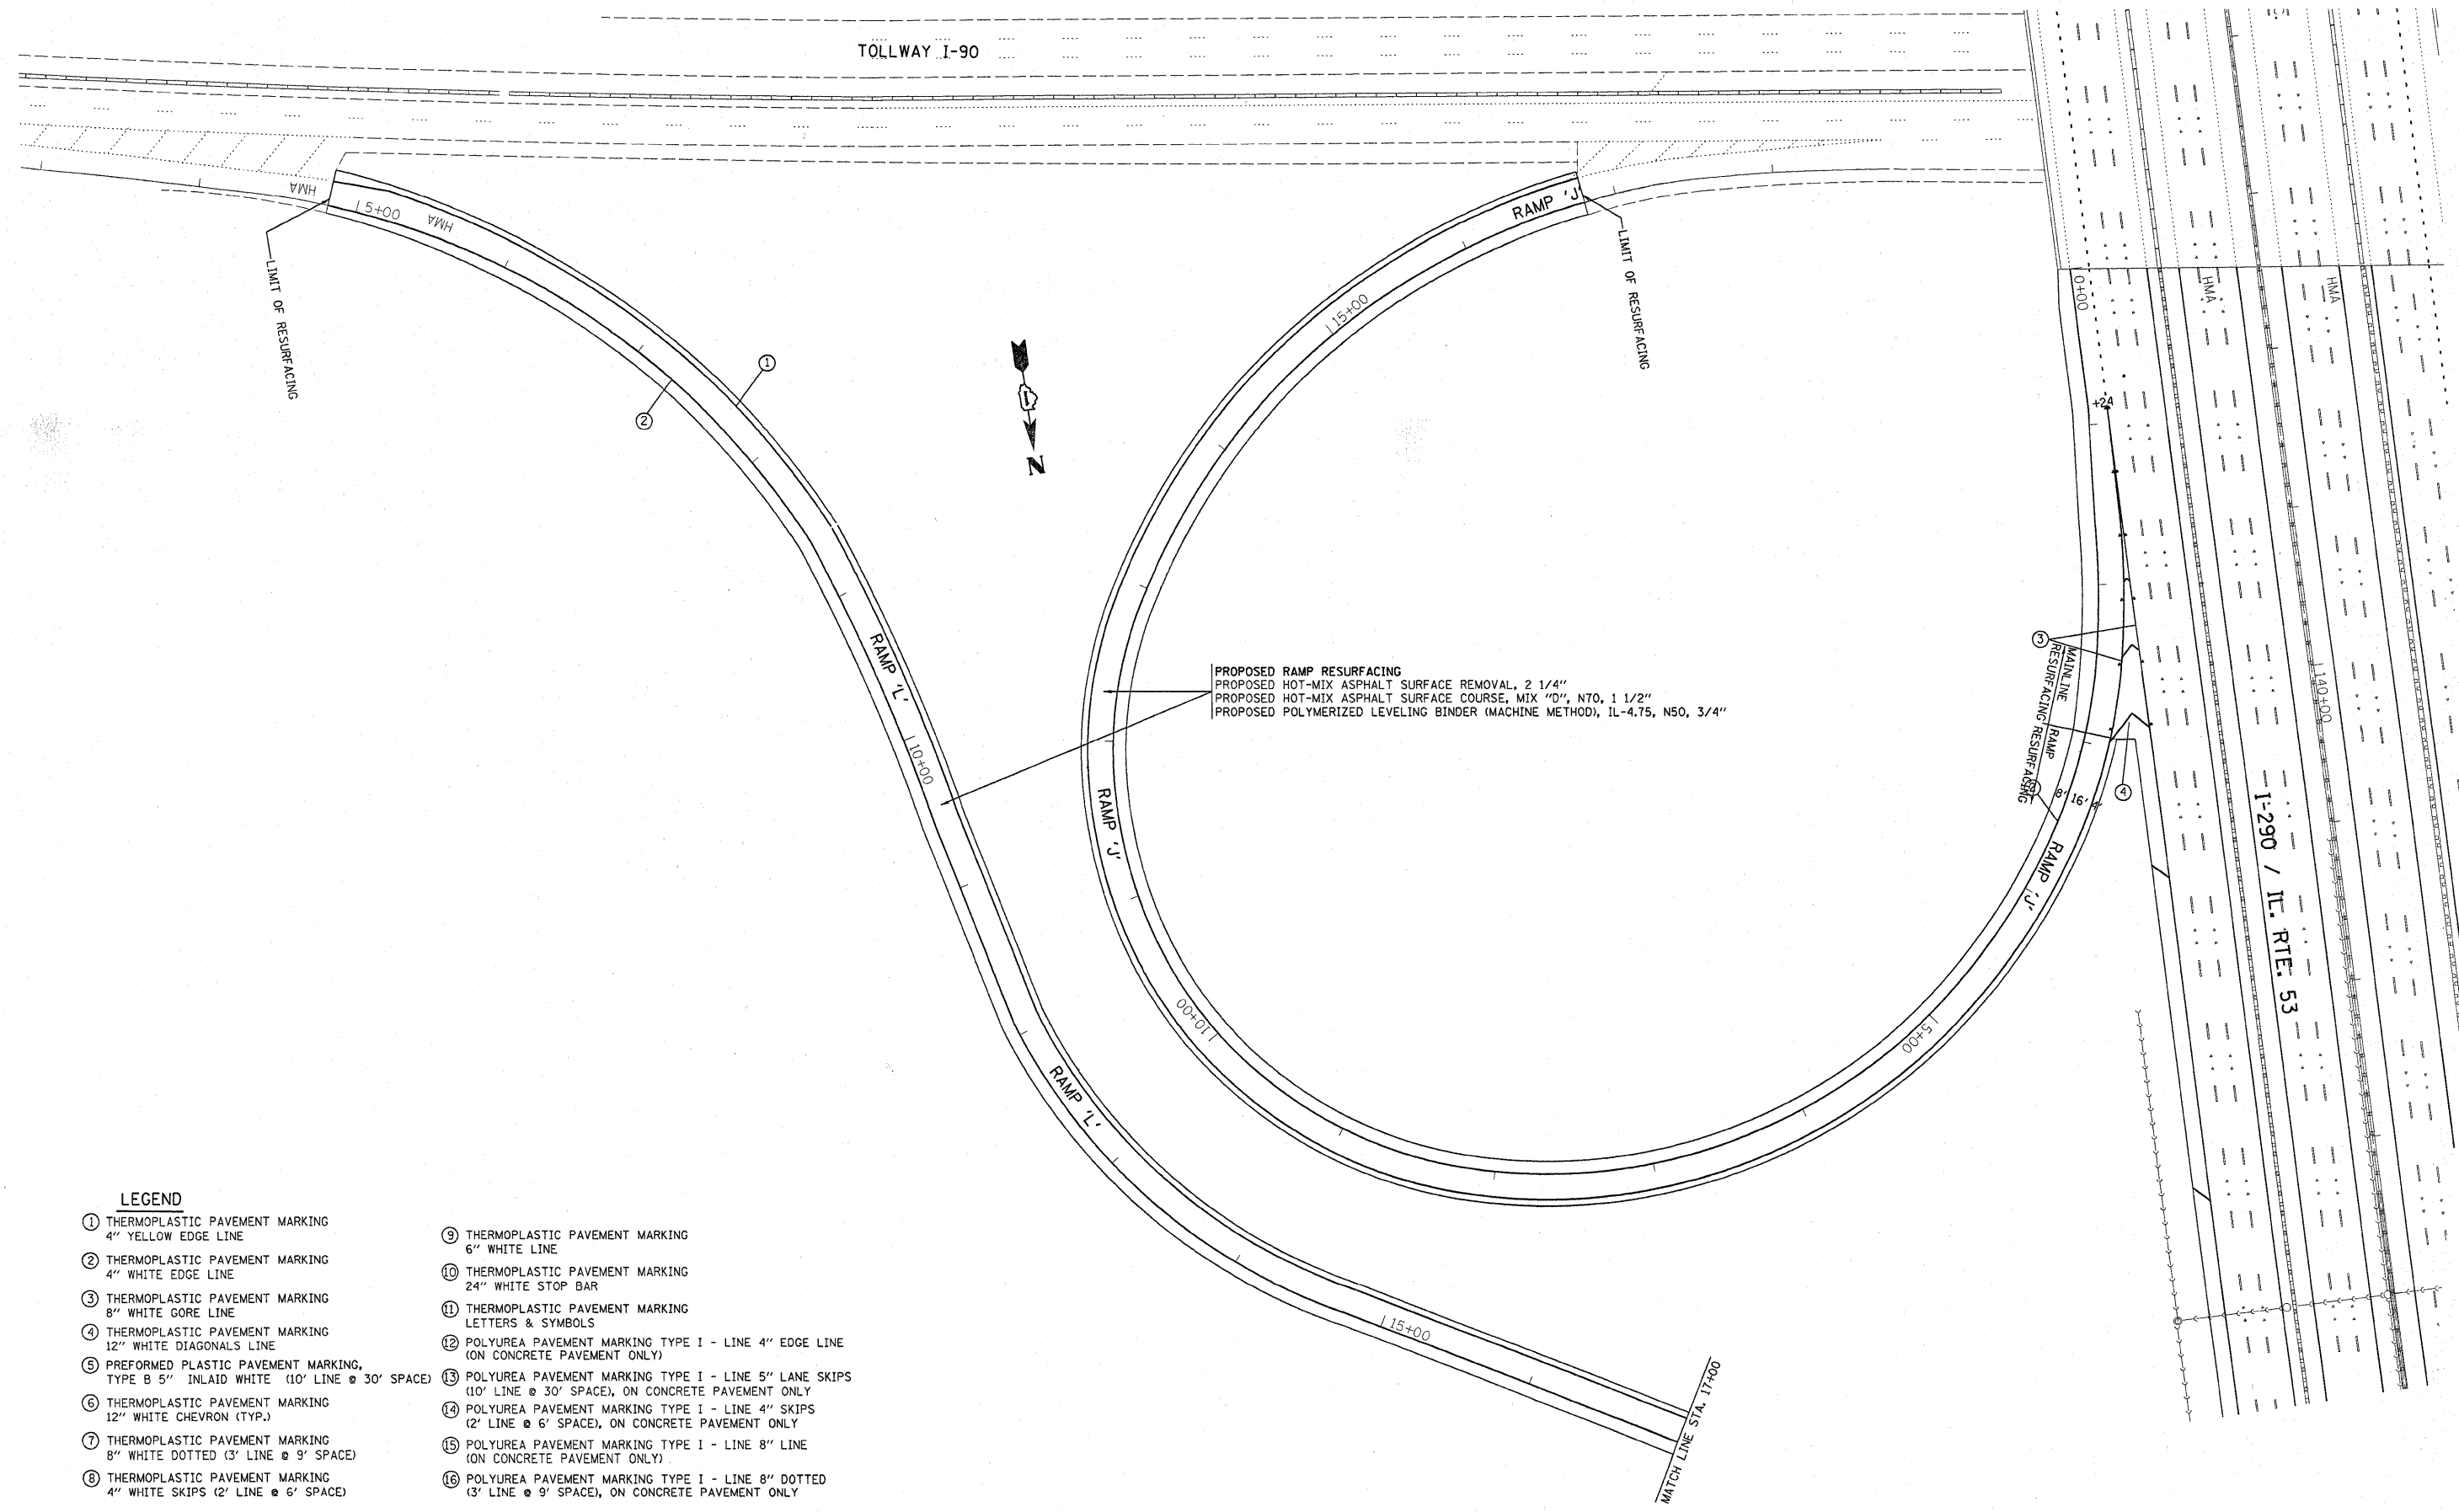 TOLLWAY I-90
HMA
5+00
HMA
LIMIT OF RESURFACING
RAMP 'J'
LIMIT OF RESURFACING
15+00
0+00
HMA
HMA
+24
1
2
N
RAMP 'L'
10+00
PROPOSED RAMP RESURFACING
PROPOSED HOT-MIX ASPHALT SURFACE REMOVAL, 2 1/4"
PROPOSED HOT-MIX ASPHALT SURFACE COURSE, MIX "D", N70, 1 1/2"
PROPOSED POLYMERIZED LEVELING BINDER (MACHINE METHOD), IL-4.75, N50, 3/4"
3
MAINLINE
RESURFACING
RAMP
RESURFACING
140+00
8' 16' 4'
4
RAMP 'J'
RAMP 'J'
I-290 / IL. RTE. 53
10+00
5+00
RAMP 'L'
15+00
MATCH LINE STA. 17+00
LEGEND
1 THERMOPLASTIC PAVEMENT MARKING
4" YELLOW EDGE LINE
2 THERMOPLASTIC PAVEMENT MARKING
4" WHITE EDGE LINE
3 THERMOPLASTIC PAVEMENT MARKING
8" WHITE GORE LINE
4 THERMOPLASTIC PAVEMENT MARKING
12" WHITE DIAGONALS LINE
5 PREFORMED PLASTIC PAVEMENT MARKING,
TYPE B 5" INLAID WHITE (10' LINE @ 30' SPACE)
6 THERMOPLASTIC PAVEMENT MARKING
12" WHITE CHEVRON (TYP.)
7 THERMOPLASTIC PAVEMENT MARKING
8" WHITE DOTTED (3' LINE @ 9' SPACE)
8 THERMOPLASTIC PAVEMENT MARKING
4" WHITE SKIPS (2' LINE @ 6' SPACE)
9 THERMOPLASTIC PAVEMENT MARKING
6" WHITE LINE
10 THERMOPLASTIC PAVEMENT MARKING
24" WHITE STOP BAR
11 THERMOPLASTIC PAVEMENT MARKING
LETTERS & SYMBOLS
12 POLYUREA PAVEMENT MARKING TYPE I - LINE 4" EDGE LINE
(ON CONCRETE PAVEMENT ONLY)
13 POLYUREA PAVEMENT MARKING TYPE I - LINE 5" LANE SKIPS
(10' LINE @ 30' SPACE), ON CONCRETE PAVEMENT ONLY
14 POLYUREA PAVEMENT MARKING TYPE I - LINE 4" SKIPS
(2' LINE @ 6' SPACE), ON CONCRETE PAVEMENT ONLY
15 POLYUREA PAVEMENT MARKING TYPE I - LINE 8" LINE
(ON CONCRETE PAVEMENT ONLY)
16 POLYUREA PAVEMENT MARKING TYPE I - LINE 8" DOTTED
(3' LINE @ 9' SPACE), ON CONCRETE PAVEMENT ONLY